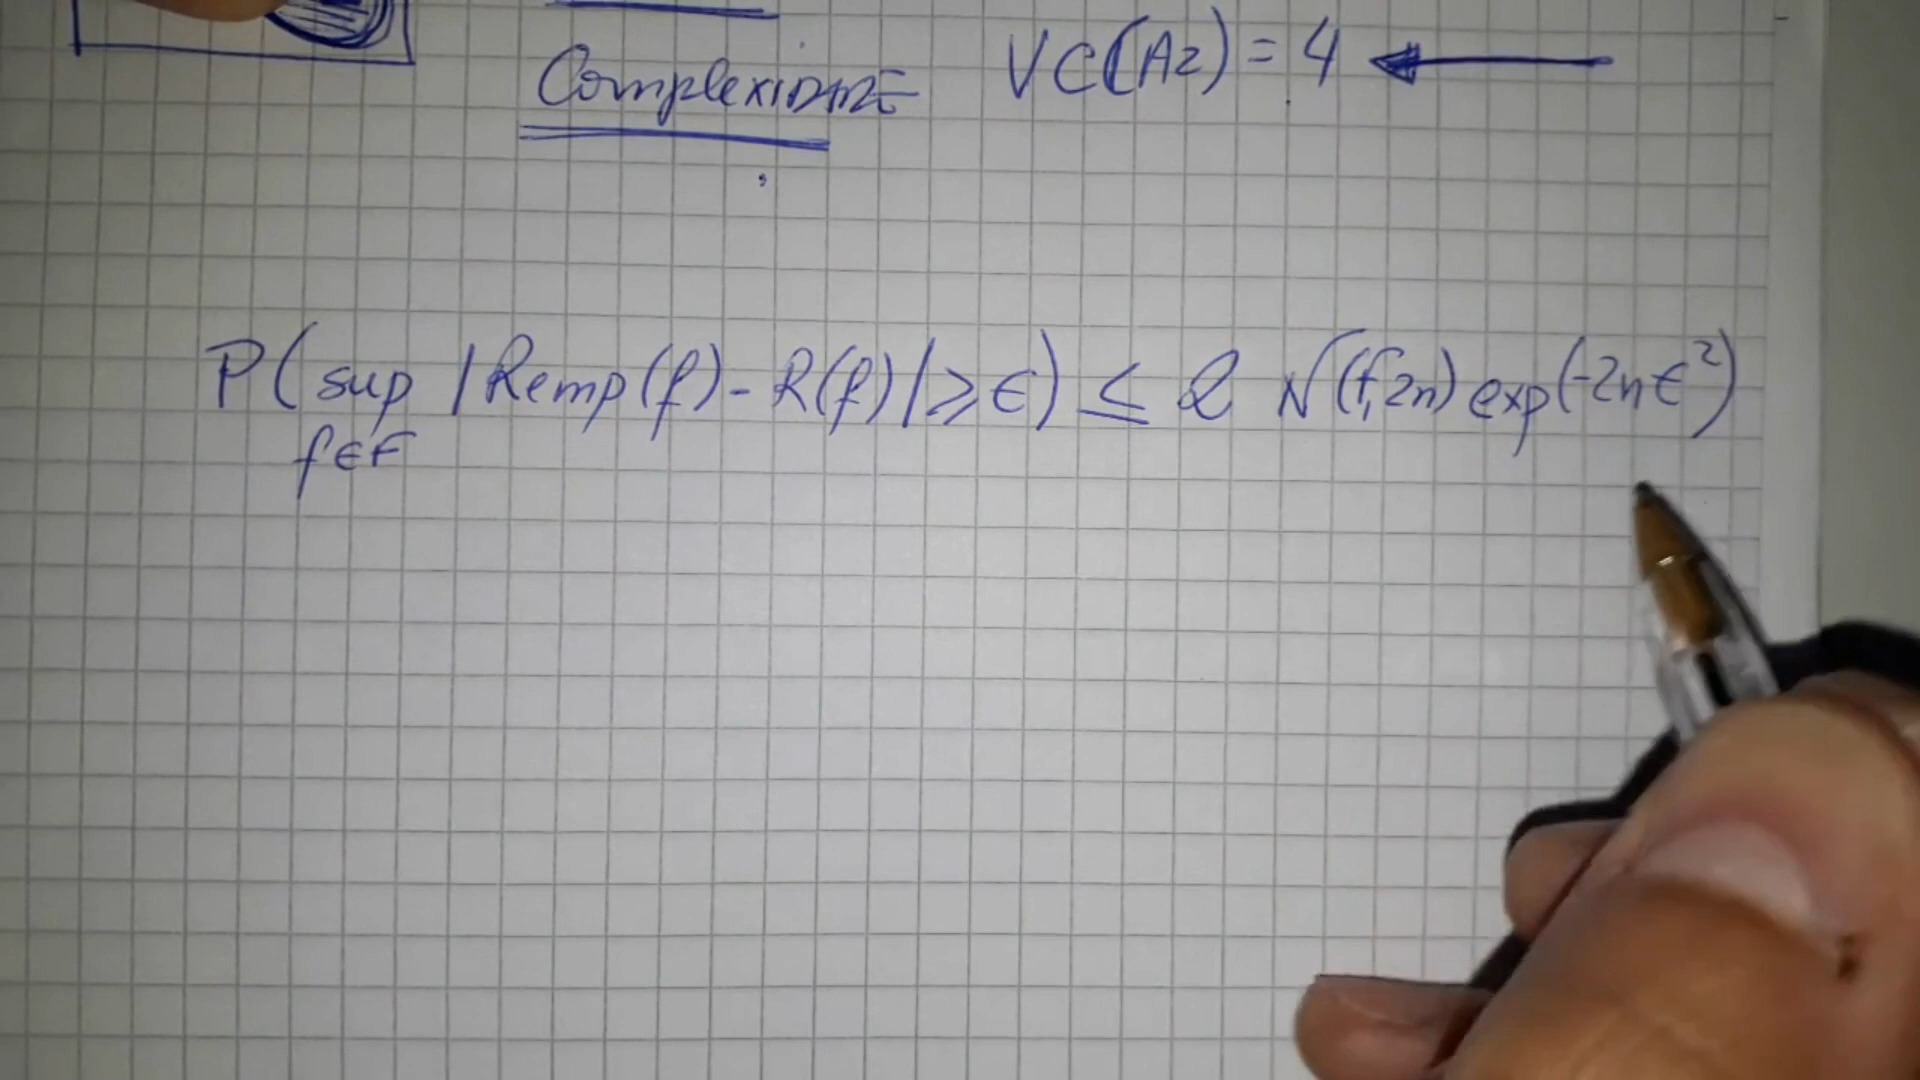 Complexidade VC(A2) = 4
P(sup |Remp(f) - R(f)| ≥ ϵ) ≤ 2 N(F,2n) exp(-2nϵ²)
f∈F